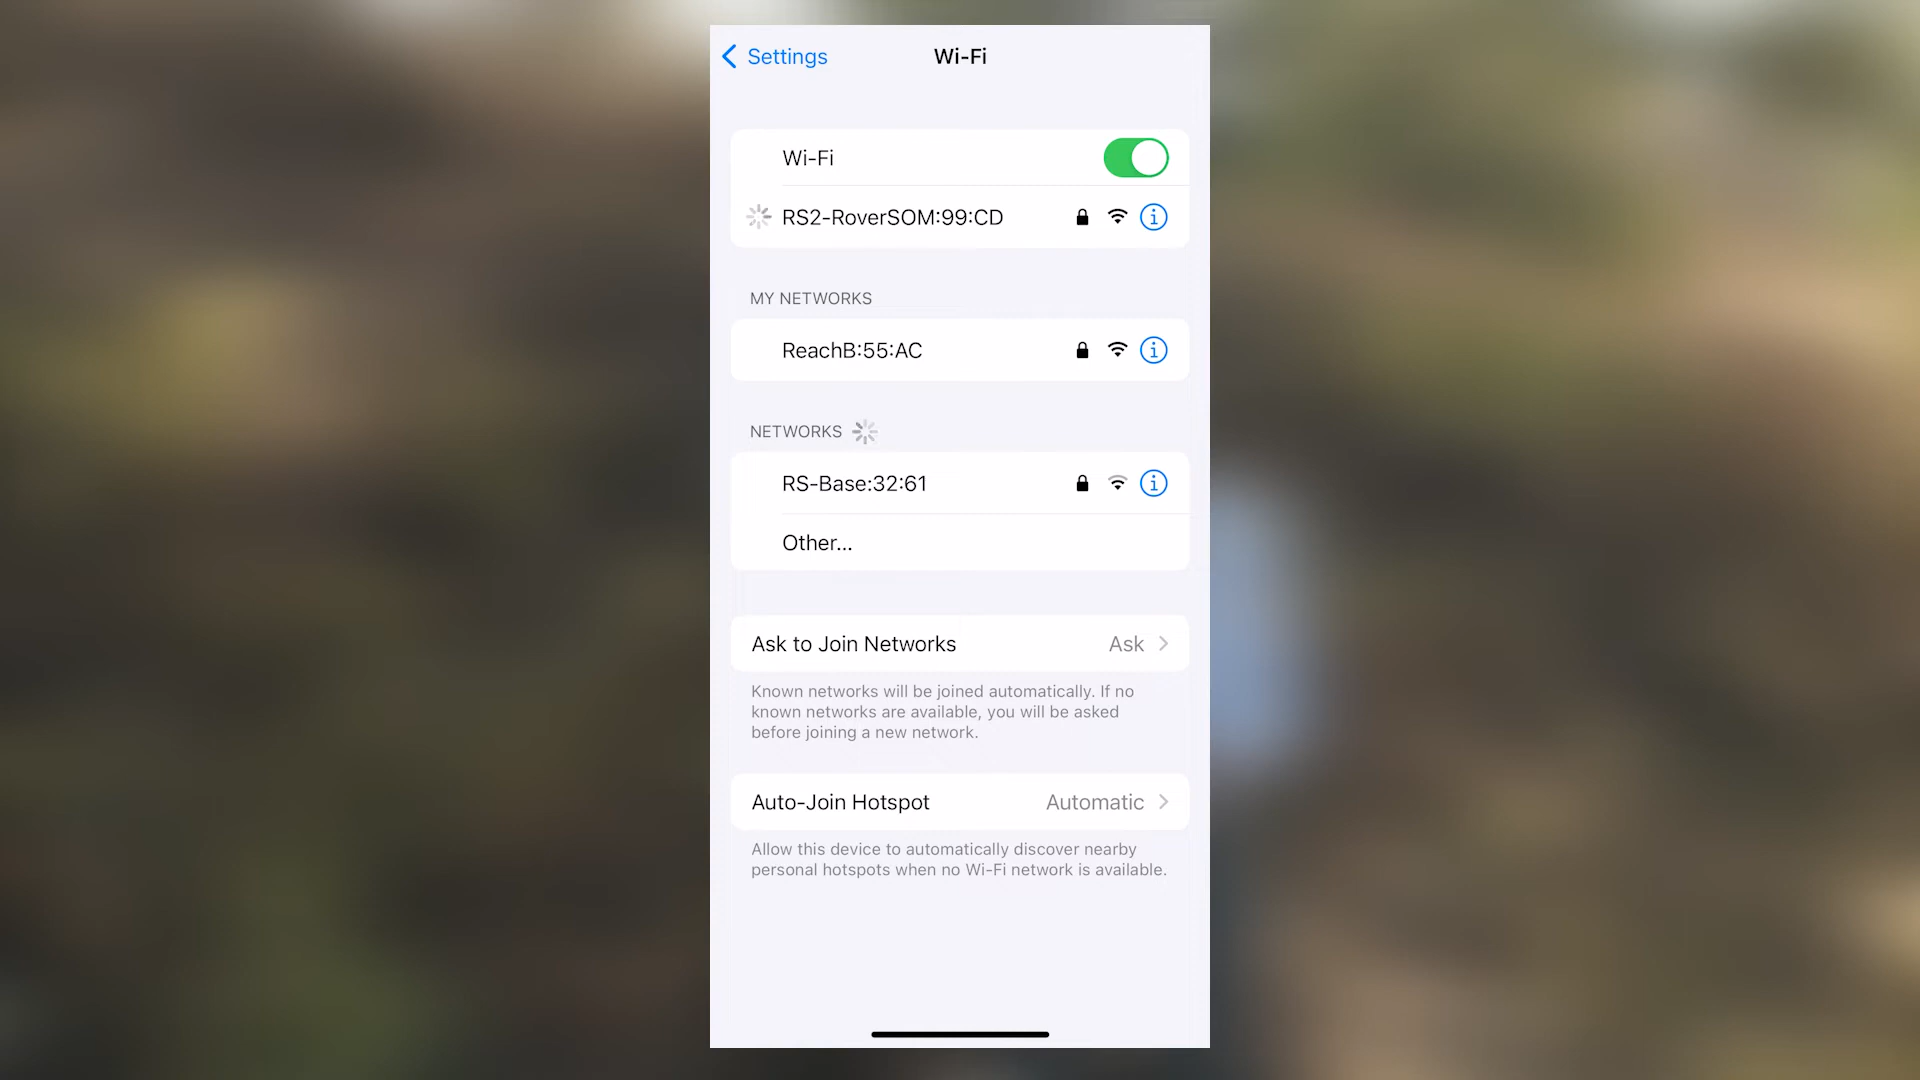 Settings
Wi-Fi
Wi-Fi
RS2-RoverSOM:99:CD
MY NETWORKS
ReachB:55:AC
NETWORKS
RS-Base:32:61
Other...
Ask to Join Networks Ask
Known networks will be joined automatically. If no
known networks are available, you will be asked
before joining a new network.
Auto-Join Hotspot Automatic
Allow this device to automatically discover nearby
personal hotspots when no Wi-Fi network is available.